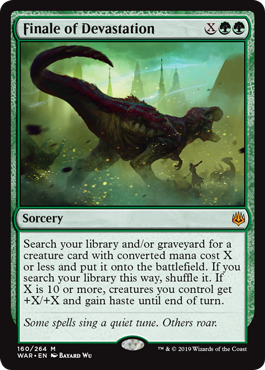 Finale of Devastation XGG
Sorcery
Search your library and/or graveyard for a
creature card with converted mana cost X
or less and put it onto the battlefield. If you
search your library this way, shuffle it. If
X is 10 or more, creatures you control get
+X/+X and gain haste until end of turn.
Some spells sing a quiet tune. Others roar.
160/264 M
WAR • EN BAYARD WU
™ & © 2019 Wizards of the Coast